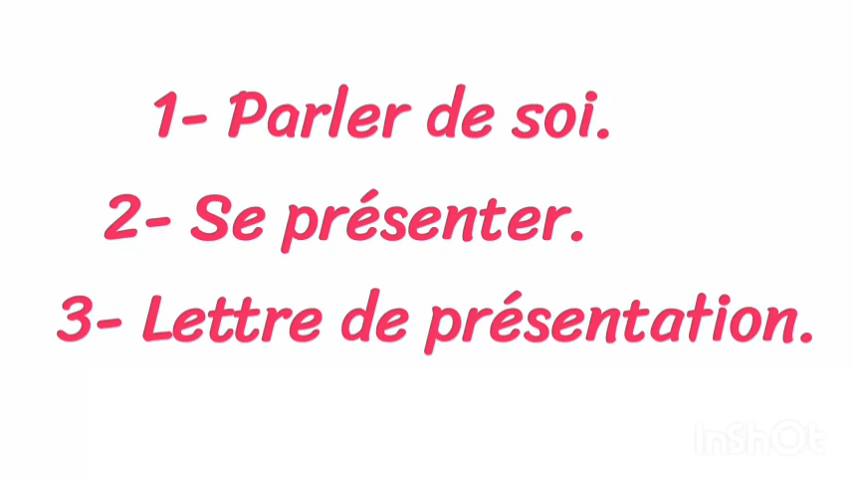 1- Parler de soi.
2- Se présenter.
3- Lettre de présentation.
InShOt